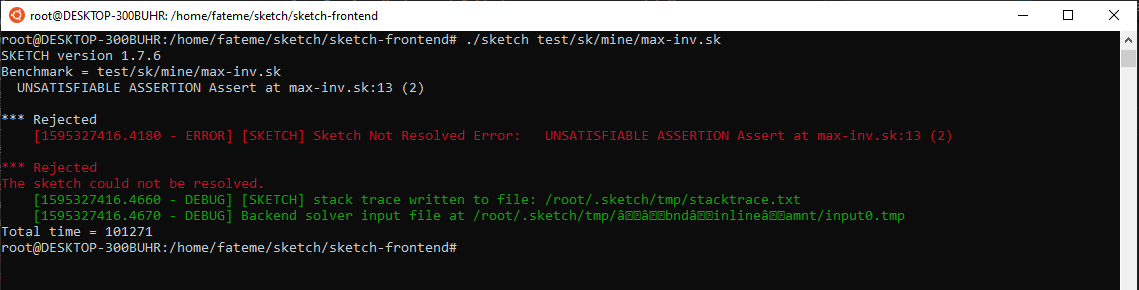 root@DESKTOP-300BUHR: /home/fateme/sketch/sketch-frontend
root@DESKTOP-300BUHR:/home/fateme/sketch/sketch-frontend# ./sketch test/sk/mine/max-inv.sk
SKETCH version 1.7.6
Benchmark = test/sk/mine/max-inv.sk
  UNSATISFIABLE ASSERTION Assert at max-inv.sk:13 (2)
*** Rejected
    [1595327416.4180 - ERROR] [SKETCH] Sketch Not Resolved Error:   UNSATISFIABLE ASSERTION Assert at max-inv.sk:13 (2)
*** Rejected
The sketch could not be resolved.
    [1595327416.4660 - DEBUG] [SKETCH] stack trace written to file: /root/.sketch/tmp/stacktrace.txt
    [1595327416.4670 - DEBUG] Backend solver input file at /root/.sketch/tmp/â��â��bndâ��inlineâ��amnt/input0.tmp
Total time = 101271
root@DESKTOP-300BUHR:/home/fateme/sketch/sketch-frontend#